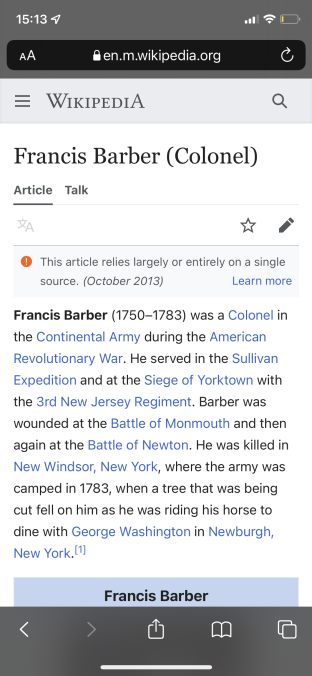 15:13
AA en.m.wikipedia.org
WIKIPEDIA
Francis Barber (Colonel)
Article Talk
This article relies largely or entirely on a single
source. (October 2013) Learn more
Francis Barber (1750–1783) was a Colonel in
the Continental Army during the American
Revolutionary War. He served in the Sullivan
Expedition and at the Siege of Yorktown with
the 3rd New Jersey Regiment. Barber was
wounded at the Battle of Monmouth and then
again at the Battle of Newton. He was killed in
New Windsor, New York, where the army was
camped in 1783, when a tree that was being
cut fell on him as he was riding his horse to
dine with George Washington in Newburgh,
New York.[1]
Francis Barber